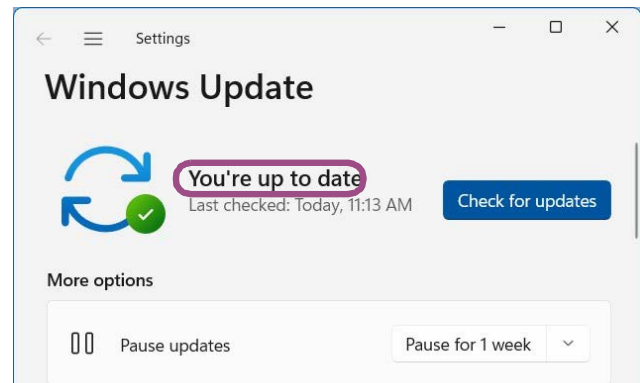 Settings
Windows Update
You're up to date
Last checked: Today, 11:13 AM
Check for updates
More options
Pause updates
Pause for 1 week